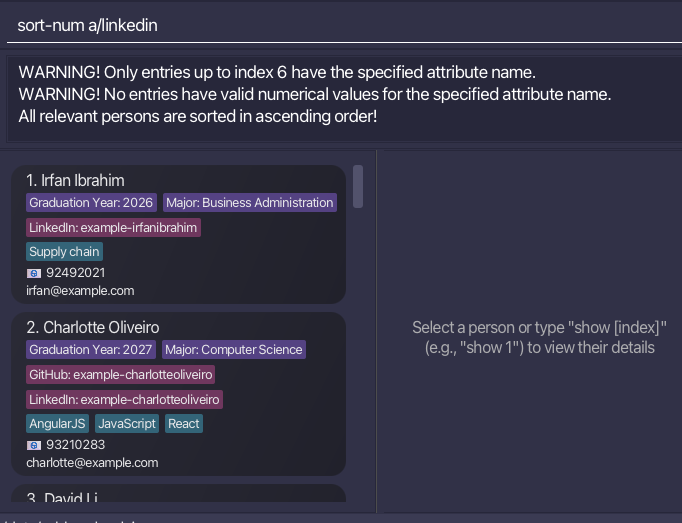 sort-num a/linkedin
WARNING! Only entries up to index 6 have the specified attribute name.
WARNING! No entries have valid numerical values for the specified attribute name.
All relevant persons are sorted in ascending order!
1. Irfan Ibrahim
Graduation Year: 2026 Major: Business Administration
LinkedIn: example-irfanibrahim
Supply chain
92492021
irfan@example.com
2. Charlotte Oliveiro
Graduation Year: 2027 Major: Computer Science
GitHub: example-charlotteoliveiro
LinkedIn: example-charlotteoliveiro
AngularJS JavaScript React
93210283
charlotte@example.com
3. David Li
Select a person or type "show [index]"
(e.g., "show 1") to view their details